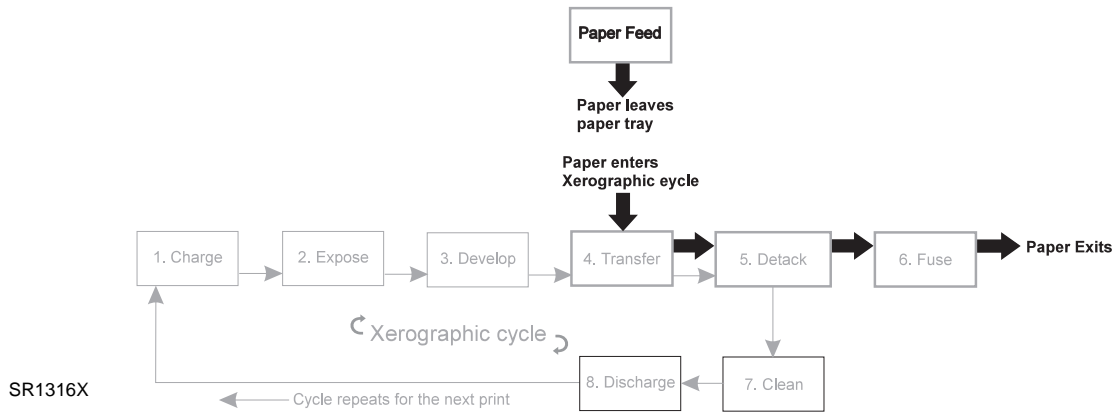 Paper Feed
Paper leaves
paper tray
Paper enters
Xerographic eycle
1. Charge
2. Expose
3. Develop
4. Transfer
5. Detack
6. Fuse
Paper Exits
Xerographic cycle
8. Discharge
7. Clean
SR1316X
Cycle repeats for the next print